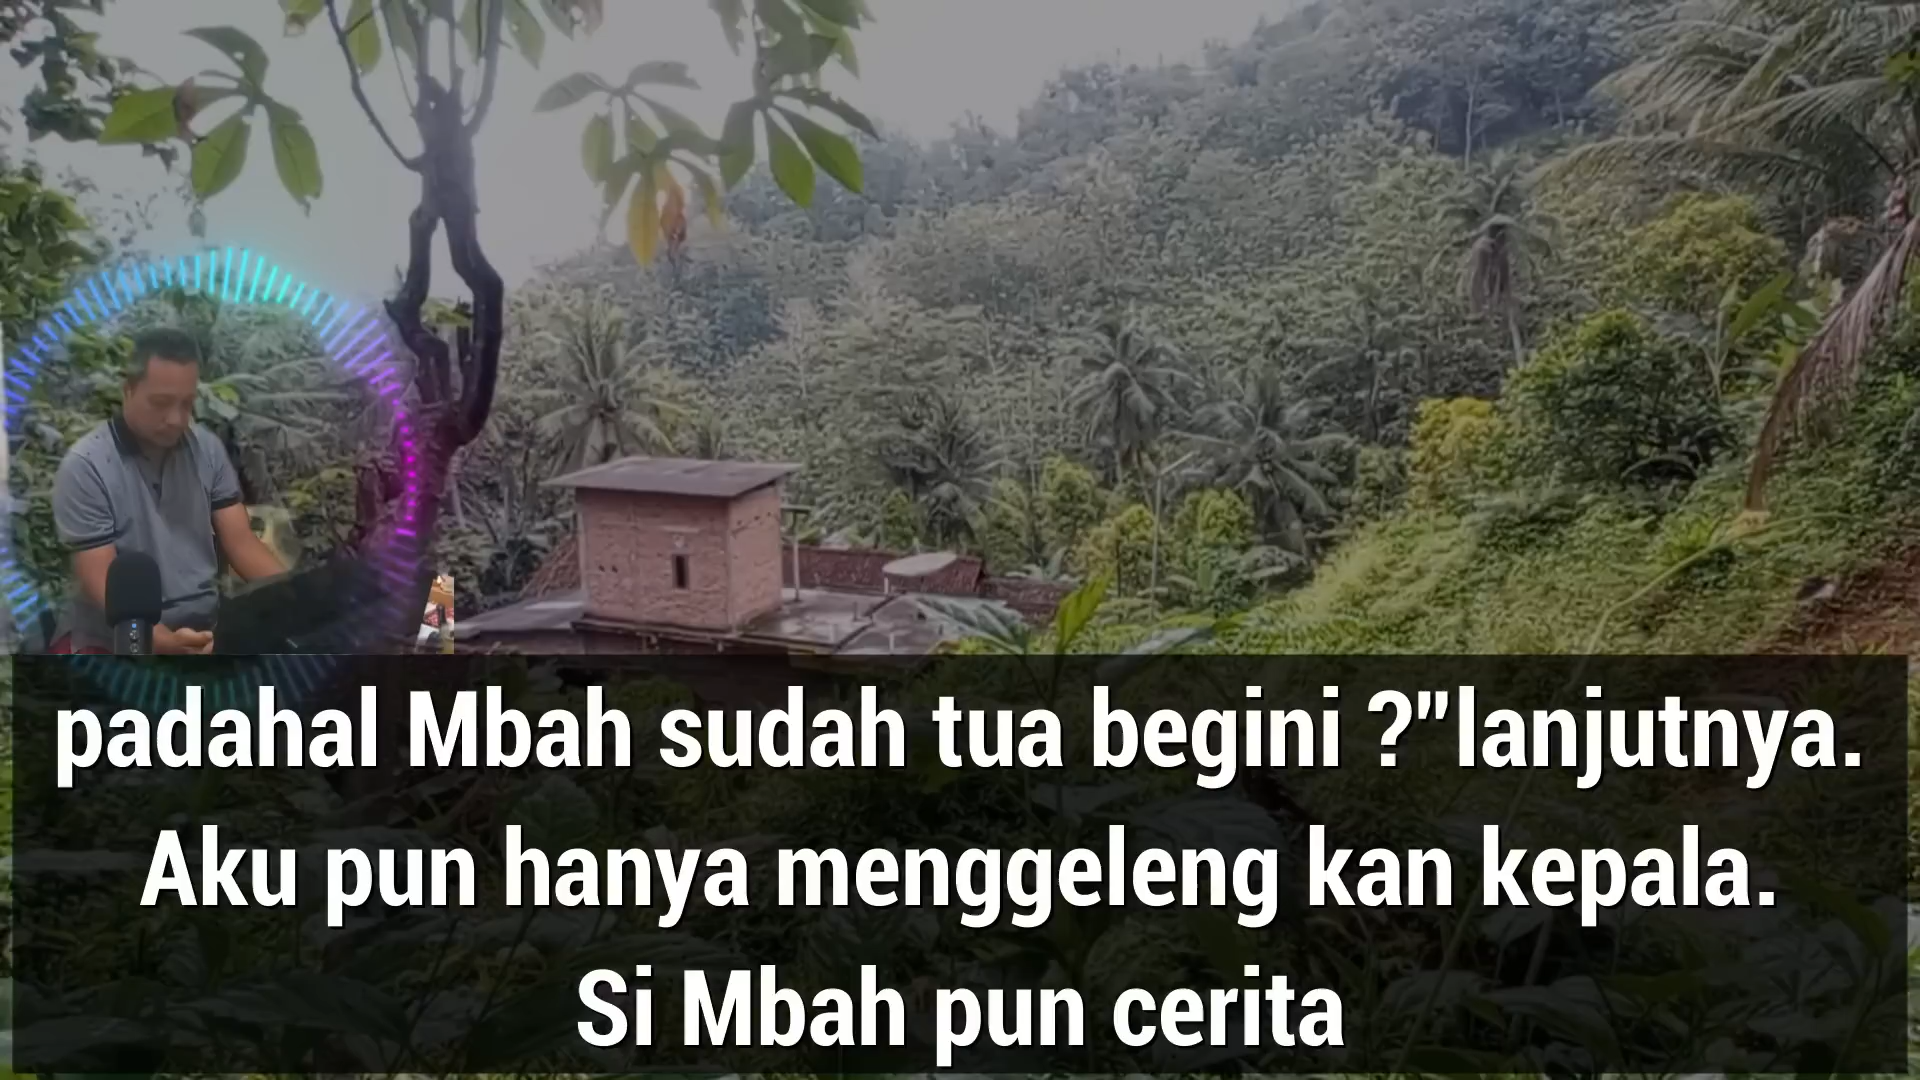 padahal Mbah sudah tua begini ?"lanjutnya.
Aku pun hanya menggeleng kan kepala.
Si Mbah pun cerita